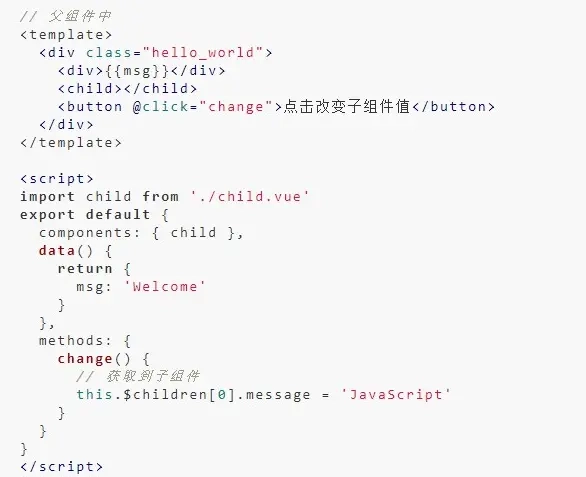 // 父组件中
<template>
  <div class="hello_world">
    <div>{{msg}}</div>
    <child></child>
    <button @click="change">点击改变子组件值</button>
  </div>
</template>

<script>
import child from './child.vue'
export default {
  components: { child },
  data() {
    return {
      msg: 'Welcome'
    }
  },
  methods: {
    change() {
      // 获取到子组件
      this.$children[0].message = 'JavaScript'
    }
  }
}
</script>